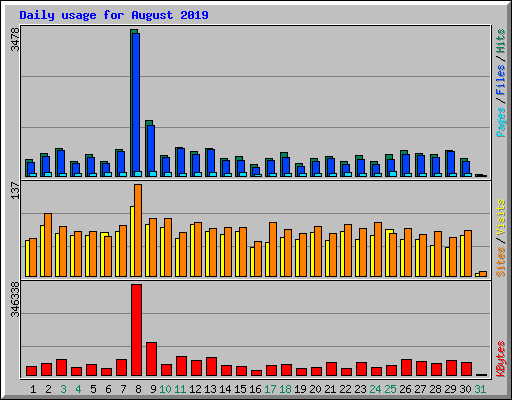 Daily usage for August 2019
3478
Pages / Files / Hits
137
Sites / Visits
346338
KBytes
1 2 3 4 5 6 7 8 9 10 11 12 13 14 15 16 17 18 19 20 21 22 23 24 25 26 27 28 29 30 31